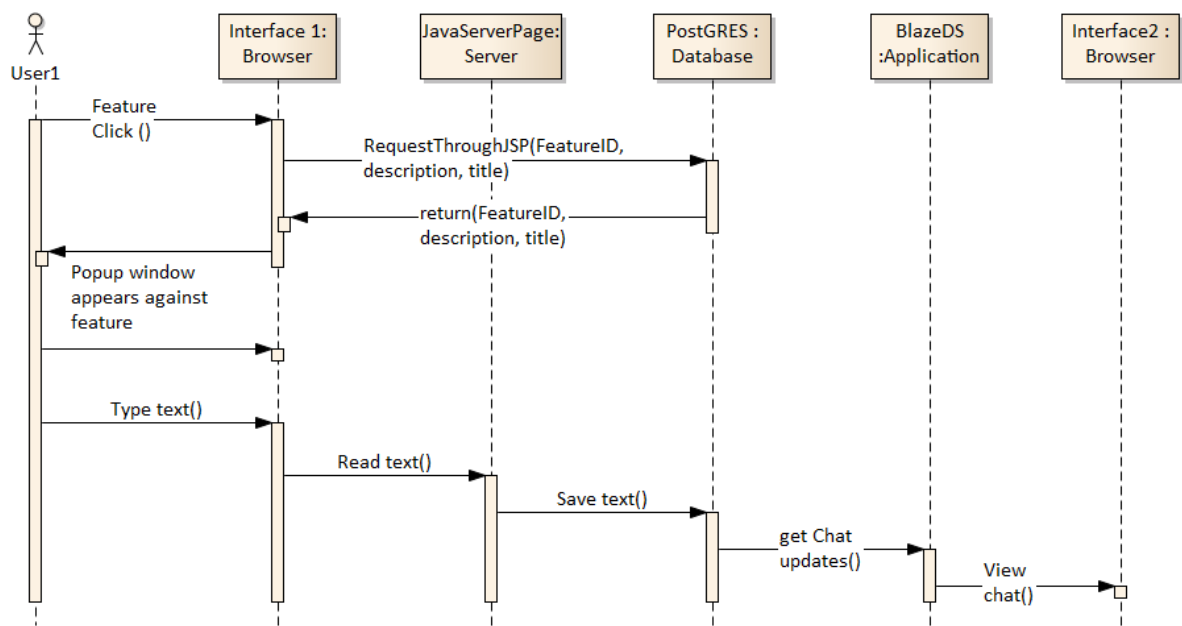 User1
Interface 1:
Browser
JavaServerPage:
Server
PostGRES :
Database
BlazeDS
:Application
Interface2 :
Browser
Feature
Click ()
RequestThroughJSP(FeatureID,
description, title)
return(FeatureID,
description, title)
Popup window
appears against
feature
Type text()
Read text()
Save text()
get Chat
updates()
View
chat()